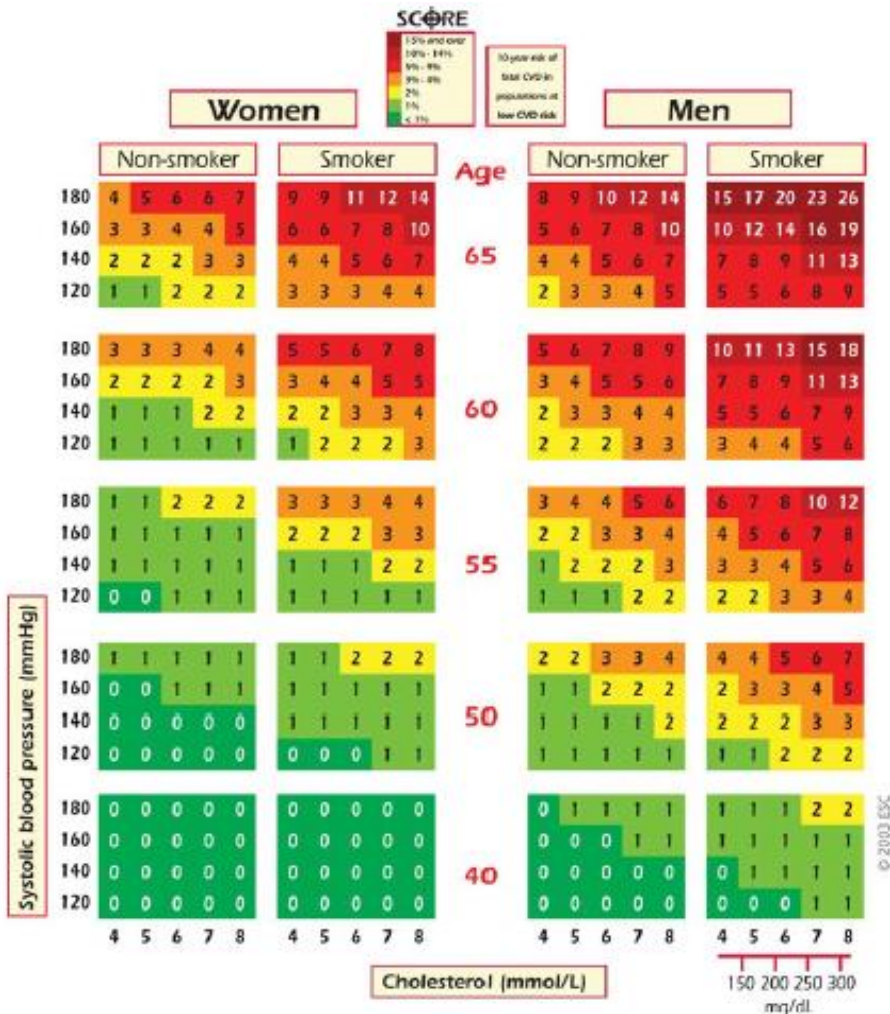 SCORE
15% and over
10% - 14%
5% - 9%
3% - 4%
2%
1%
< 1%
10-year risk of
total CVD in
populations at
low CVD risk
Women
Men
Non-smoker
Smoker
Age
Non-smoker
Smoker
180 4 5 6 6 7 9 9 11 12 14 8 9 10 12 14 15 17 20 23 26
160 3 3 4 4 5 6 6 7 8 10 5 6 7 8 10 10 12 14 16 19
65
140 2 2 2 3 3 4 4 5 6 7 4 4 5 6 7 7 8 9 11 13
120 1 1 2 2 2 3 3 3 4 4 2 3 3 4 5 5 5 6 8 9
180 3 3 3 4 4 5 5 6 7 8 5 6 7 8 9 10 11 13 15 18
160 2 2 2 2 3 3 4 4 5 5 3 4 5 5 6 7 8 9 11 13
60
140 1 1 1 2 2 2 2 3 3 4 2 3 3 4 4 5 5 6 7 9
120 1 1 1 1 1 1 2 2 2 3 2 2 2 3 3 3 4 4 5 6
180 1 1 2 2 2 3 3 3 4 4 3 4 4 5 6 6 7 8 10 12
160 1 1 1 1 1 2 2 2 3 3 2 2 3 3 4 4 5 6 7 8
55
140 1 1 1 1 1 1 1 1 2 2 1 2 2 2 3 3 3 4 5 6
120 0 0 1 1 1 1 1 1 1 1 1 1 1 2 2 2 2 3 3 4
180 1 1 1 1 1 1 1 2 2 2 2 2 3 3 4 4 4 5 6 7
160 0 0 1 1 1 1 1 1 1 1 1 1 2 2 2 2 3 3 4 5
50
140 0 0 0 0 0 1 1 1 1 1 1 1 1 1 2 2 2 2 3 3
120 0 0 0 0 0 0 0 0 1 1 1 1 1 1 1 1 1 2 2 2
180 0 0 0 0 0 0 0 0 0 0 0 1 1 1 1 1 1 1 2 2
160 0 0 0 0 0 0 0 0 0 0 0 0 0 1 1 1 1 1 1 1
40
140 0 0 0 0 0 0 0 0 0 0 0 0 0 0 0 0 1 1 1 1
120 0 0 0 0 0 0 0 0 0 0 0 0 0 0 0 0 0 0 1 1
4 5 6 7 8 4 5 6 7 8 4 5 6 7 8 4 5 6 7 8
Systolic blood pressure (mmHg)
Cholesterol (mmol/L)
150 200 250 300
mg/dL
© 2003 ESC